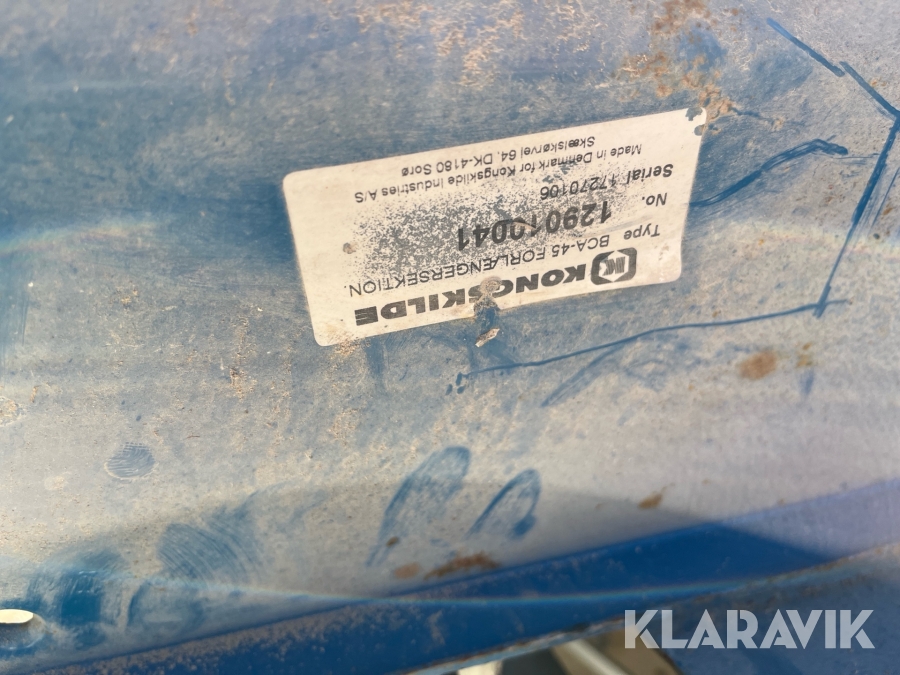 KONGSKILDE
Type BCA-45 FORLÆNGERSEKTION.
No. 129010041
Serial 17270106
Made in Denmark for Kongskilde Industries A/S
Skælskørvej 64, DK-4180 Sorø
KLARAVIK